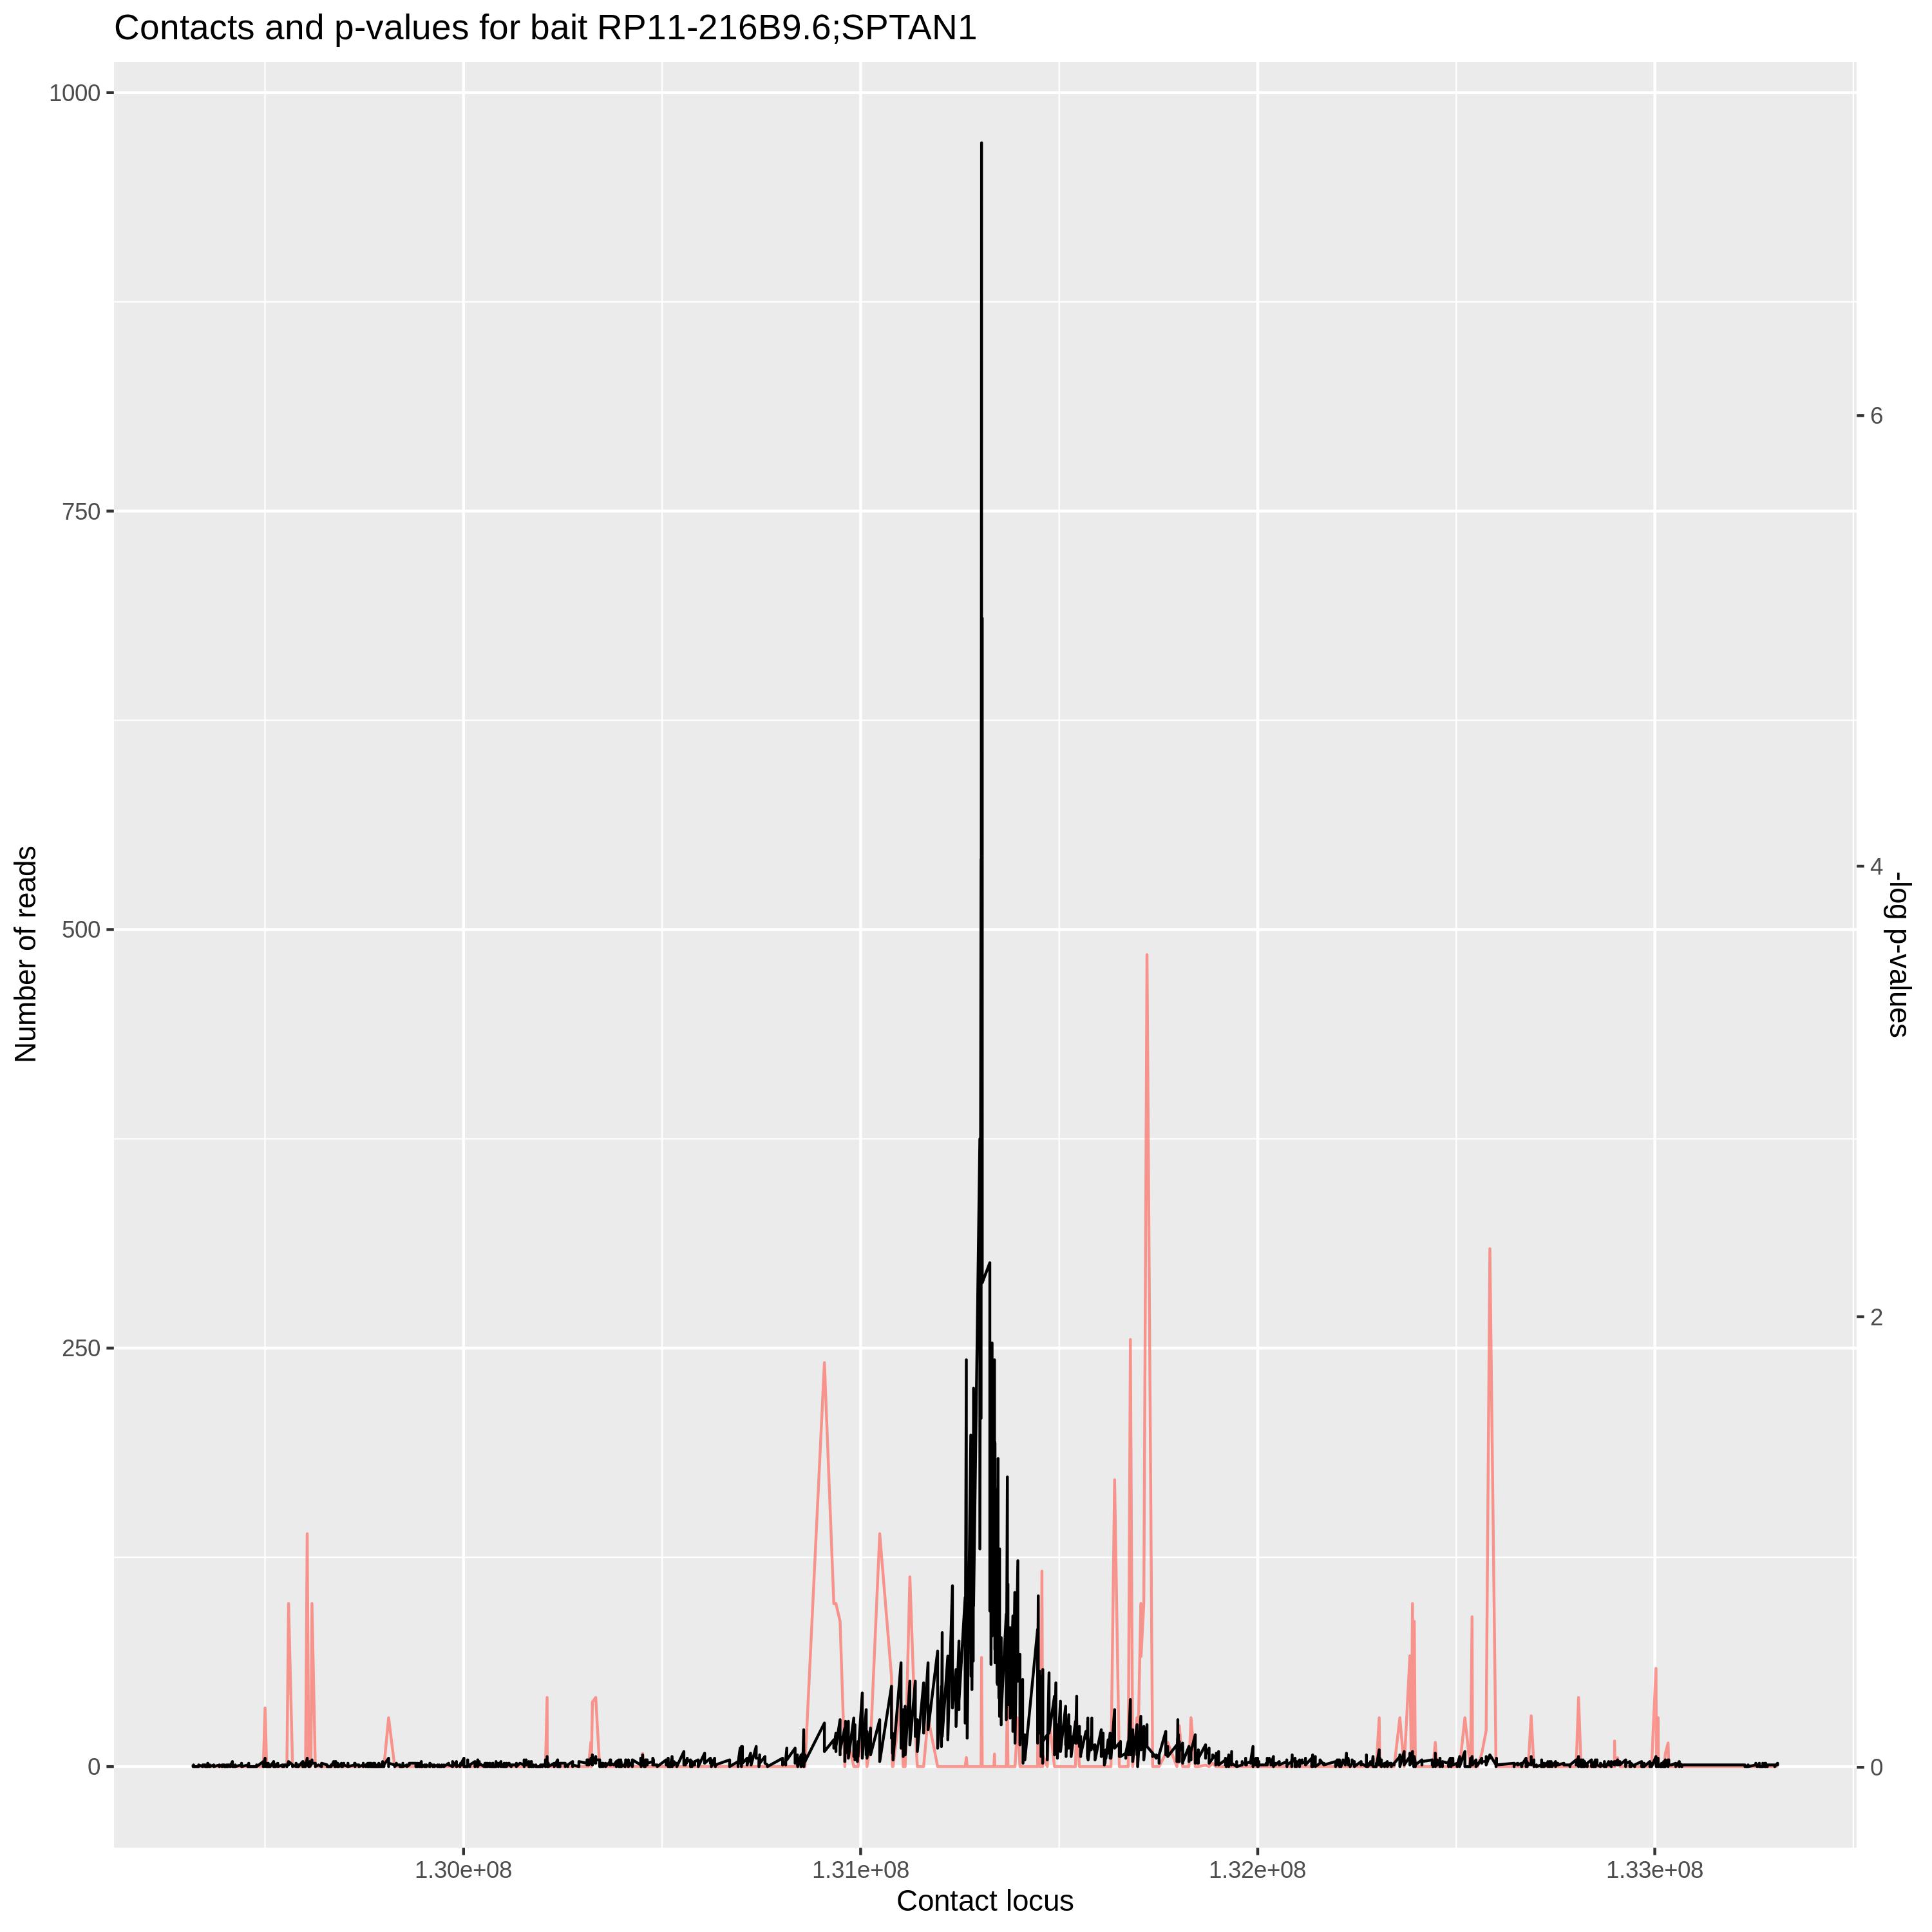 Contacts and p-values for bait RP11-216B9.6;SPTAN1
1000
750
500
250
0
Number of reads
6
4
2
0
-log p-values
1.30e+08
1.31e+08
1.32e+08
1.33e+08
Contact locus